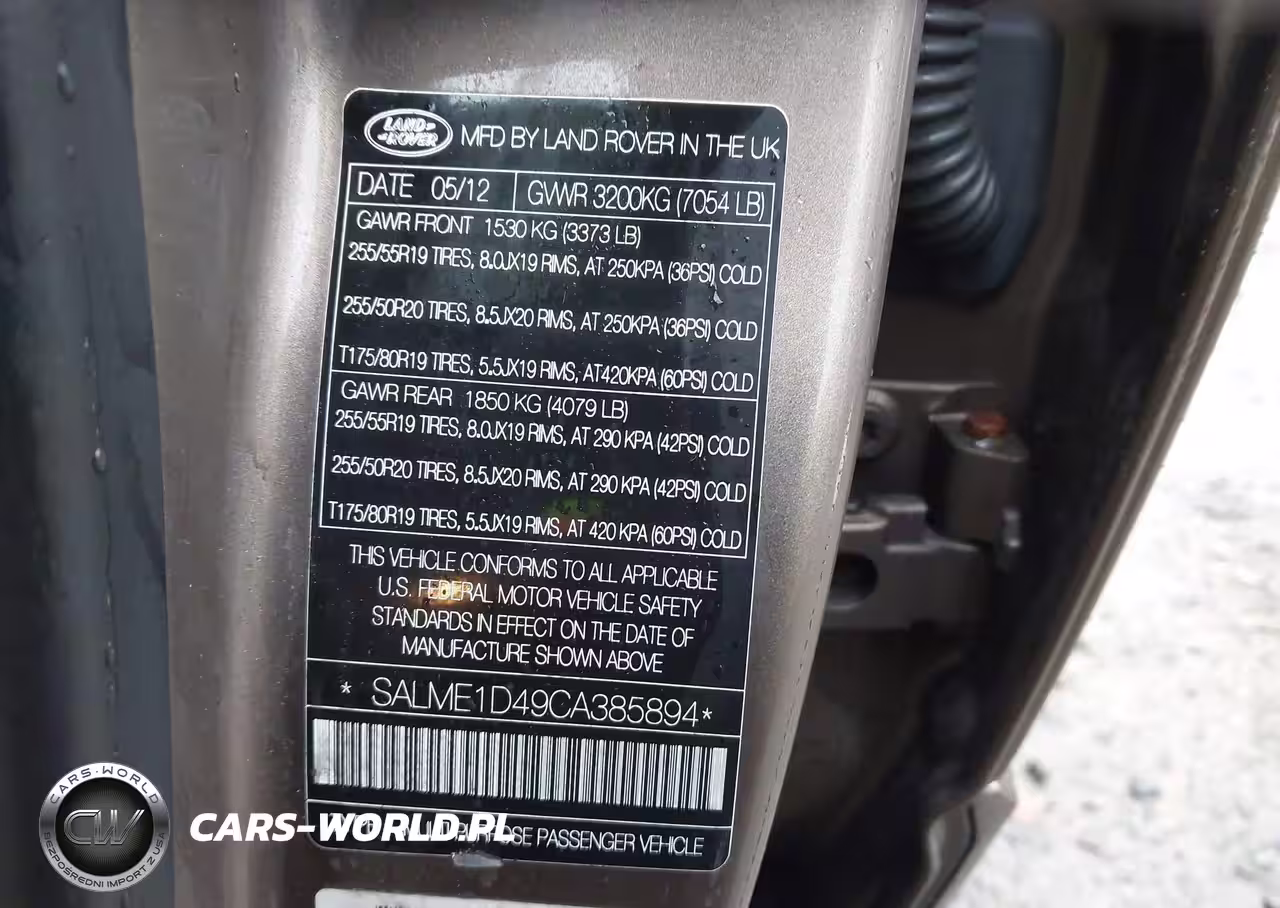 LAND ROVER MFD BY LAND ROVER IN THE UK
DATE 05/12 GVWR 3200KG (7054 LB)
GAWR FRONT 1530 KG (3373 LB)
255/55R19 TIRES, 8.0JX19 RIMS, AT 250KPA (36PSI) COLD
255/50R20 TIRES, 8.5JX20 RIMS, AT 250KPA (36PSI) COLD
T175/80R19 TIRES, 5.5JX19 RIMS, AT420KPA (60PSI) COLD
GAWR REAR 1850 KG (4079 LB)
255/55R19 TIRES, 8.0JX19 RIMS, AT 290 KPA (42PSI) COLD
255/50R20 TIRES, 8.5JX20 RIMS, AT 290 KPA (42PSI) COLD
T175/80R19 TIRES, 5.5JX19 RIMS, AT 420 KPA (60PSI) COLD
THIS VEHICLE CONFORMS TO ALL APPLICABLE
U.S. FEDERAL MOTOR VEHICLE SAFETY
STANDARDS IN EFFECT ON THE DATE OF
MANUFACTURE SHOWN ABOVE
* SALME1D49CA385894*
PASSENGER VEHICLE
CARS-WORLD
CW
BEZPOŚREDNI IMPORT Z USA
CARS-WORLD.PL